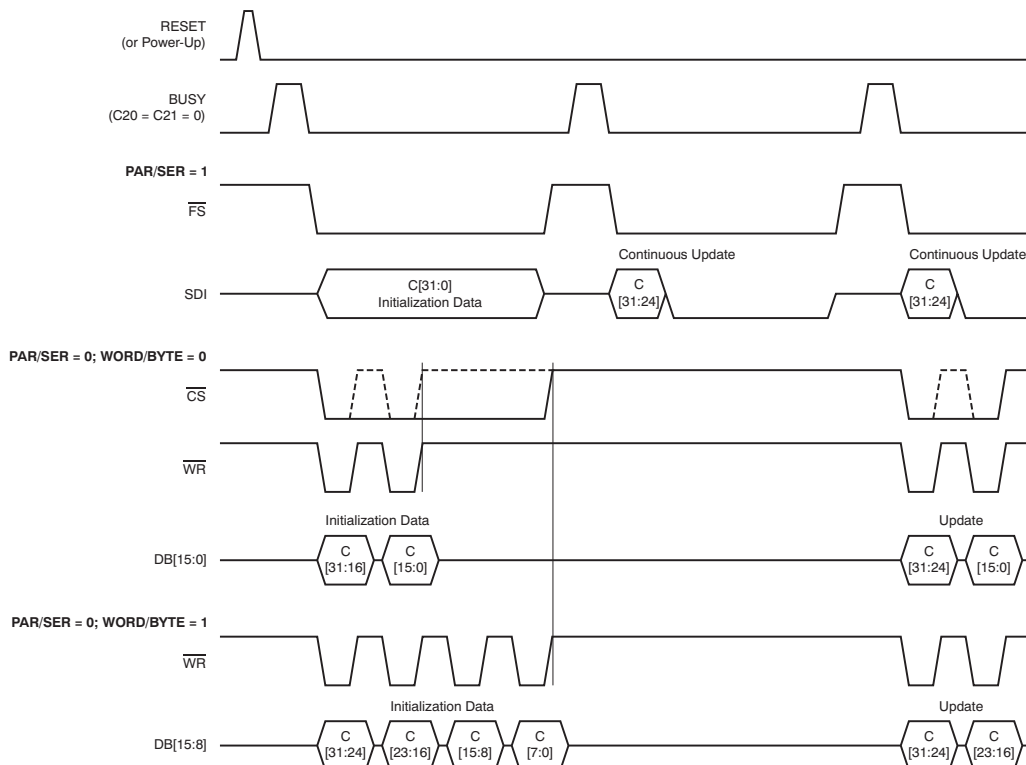 RESET
(or Power-Up)
BUSY
(C20 = C21 = 0)
PAR/SER = 1
FS
Continuous Update
Continuous Update
SDI
C[31:0]
Initialization Data
C
[31:24]
C
[31:24]
PAR/SER = 0; WORD/BYTE = 0
CS
WR
Initialization Data
Update
DB[15:0]
C
[31:16]
C
[15:0]
C
[31:24]
C
[15:0]
PAR/SER = 0; WORD/BYTE = 1
WR
Initialization Data
Update
DB[15:8]
C
[31:24]
C
[23:16]
C
[15:8]
C
[7:0]
C
[31:24]
C
[23:16]